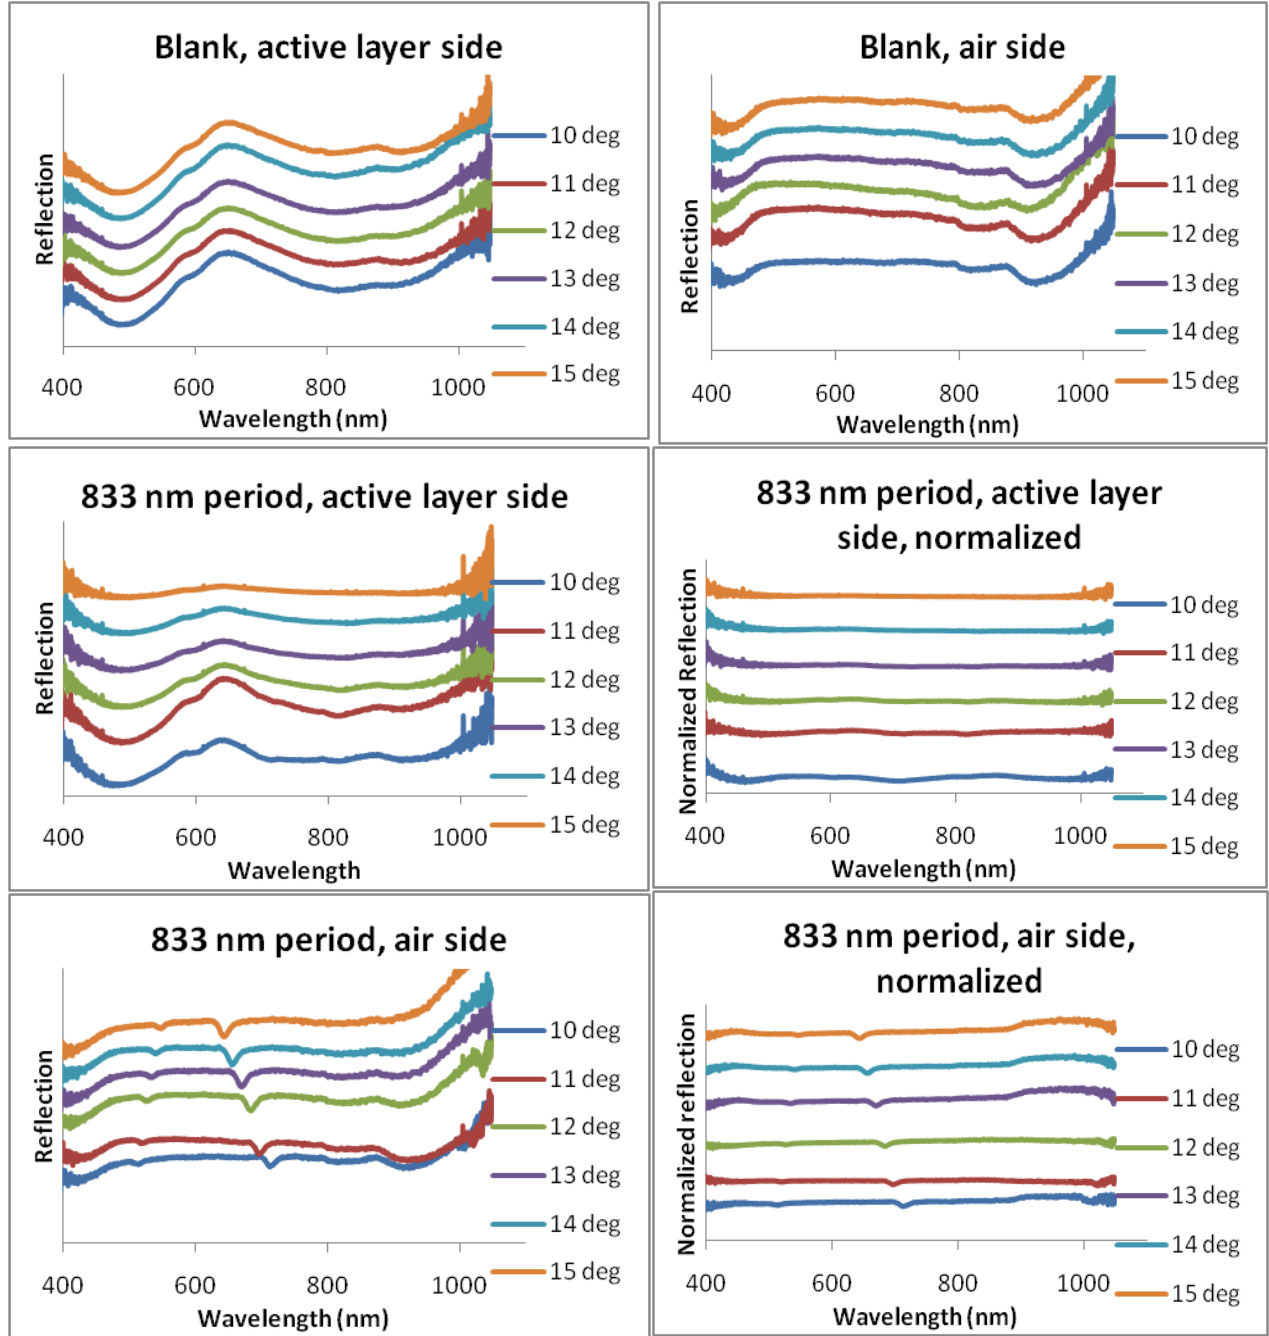 Blank, active layer side
Reflection
10 deg
11 deg
12 deg
13 deg
14 deg
15 deg
400 600 800 1000
Wavelength (nm)
Blank, air side
Reflection
10 deg
11 deg
12 deg
13 deg
14 deg
15 deg
400 600 800 1000
Wavelength (nm)
833 nm period, active layer side
Reflection
10 deg
11 deg
12 deg
13 deg
14 deg
15 deg
400 600 800 1000
Wavelength
833 nm period, active layer
side, normalized
Normalized Reflection
10 deg
11 deg
12 deg
13 deg
14 deg
15 deg
400 600 800 1000
Wavelength (nm)
833 nm period, air side
Reflection
10 deg
11 deg
12 deg
13 deg
14 deg
15 deg
400 600 800 1000
Wavelength (nm)
833 nm period, air side,
normalized
Normalized reflection
10 deg
11 deg
12 deg
13 deg
14 deg
15 deg
400 600 800 1000
Wavelength (nm)